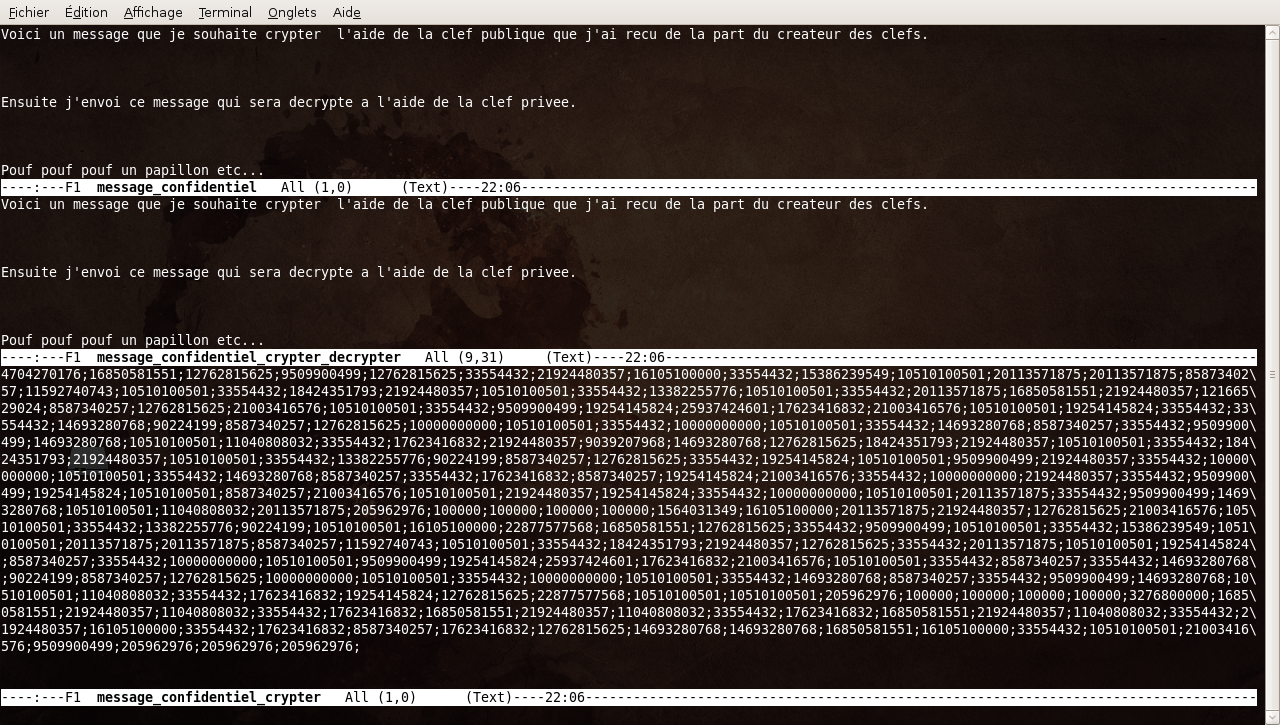 Fichier Édition Affichage Terminal Onglets Aide
Voici un message que je souhaite crypter  l'aide de la clef publique que j'ai recu de la part du createur des clefs.
Ensuite j'envoi ce message qui sera decrypte a l'aide de la clef privee.
Pouf pouf pouf un papillon etc...
----:---F1  message_confidentiel   All (1,0)      (Text)----22:06--------------------------------------------------------------------------------------------
Voici un message que je souhaite crypter  l'aide de la clef publique que j'ai recu de la part du createur des clefs.
Ensuite j'envoi ce message qui sera decrypte a l'aide de la clef privee.
Pouf pouf pouf un papillon etc...
----:---F1  message_confidentiel_crypter_decrypter   All (9,31)     (Text)----22:06--------------------------------------------------------------------------
4704270176;16850581551;12762815625;9509900499;12762815625;33554432;21924480357;16105100000;33554432;15386239549;10510100501;20113571875;20113571875;85873402\
57;11592740743;10510100501;33554432;18424351793;21924480357;10510100501;33554432;13382255776;10510100501;33554432;20113571875;16850581551;21924480357;121665\
29024;8587340257;12762815625;21003416576;10510100501;33554432;9509900499;19254145824;25937424601;17623416832;21003416576;10510100501;19254145824;33554432;33\
554432;14693280768;90224199;8587340257;12762815625;10000000000;10510100501;33554432;10000000000;10510100501;33554432;14693280768;8587340257;33554432;9509900\
499;14693280768;10510100501;11040808032;33554432;17623416832;21924480357;9039207968;14693280768;12762815625;18424351793;21924480357;10510100501;33554432;184\
24351793;21924480357;10510100501;33554432;13382255776;90224199;8587340257;12762815625;33554432;19254145824;10510100501;9509900499;21924480357;33554432;10000\
000000;10510100501;33554432;14693280768;8587340257;33554432;17623416832;8587340257;19254145824;21003416576;33554432;10000000000;21924480357;33554432;9509900\
499;19254145824;10510100501;8587340257;21003416576;10510100501;21924480357;19254145824;33554432;10000000000;10510100501;20113571875;33554432;9509900499;1469\
3280768;10510100501;11040808032;20113571875;205962976;100000;100000;100000;100000;1564031349;16105100000;20113571875;21924480357;12762815625;21003416576;105\
10100501;33554432;13382255776;90224199;10510100501;16105100000;22877577568;16850581551;12762815625;33554432;9509900499;10510100501;33554432;15386239549;1051\
0100501;20113571875;20113571875;8587340257;11592740743;10510100501;33554432;18424351793;21924480357;12762815625;33554432;20113571875;10510100501;19254145824\
;8587340257;33554432;10000000000;10510100501;9509900499;19254145824;25937424601;17623416832;21003416576;10510100501;33554432;8587340257;33554432;14693280768\
;90224199;8587340257;12762815625;10000000000;10510100501;33554432;10000000000;10510100501;33554432;14693280768;8587340257;33554432;9509900499;14693280768;10\
510100501;11040808032;33554432;17623416832;19254145824;12762815625;22877577568;10510100501;10510100501;205962976;100000;100000;100000;100000;3276800000;1685\
0581551;21924480357;11040808032;33554432;17623416832;16850581551;21924480357;11040808032;33554432;17623416832;16850581551;21924480357;11040808032;33554432;2\
1924480357;16105100000;33554432;17623416832;8587340257;17623416832;12762815625;14693280768;14693280768;16850581551;16105100000;33554432;10510100501;21003416\
576;9509900499;205962976;205962976;205962976;
----:---F1  message_confidentiel_crypter   All (1,0)      (Text)----22:06------------------------------------------------------------------------------------